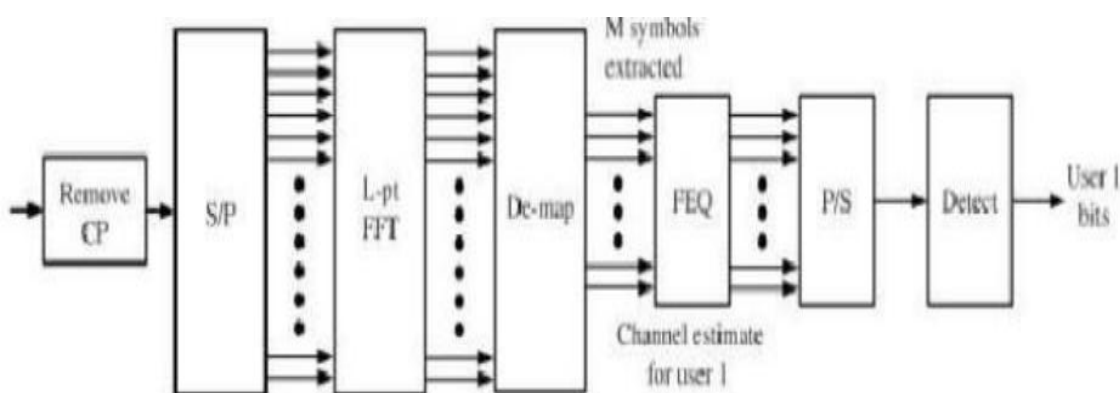 M symbols
extracted
Remove
CP
S/P
L-pt
FFT
De-map
FEQ
P/S
Detect
User 1
bits
Channel estimate
for user 1